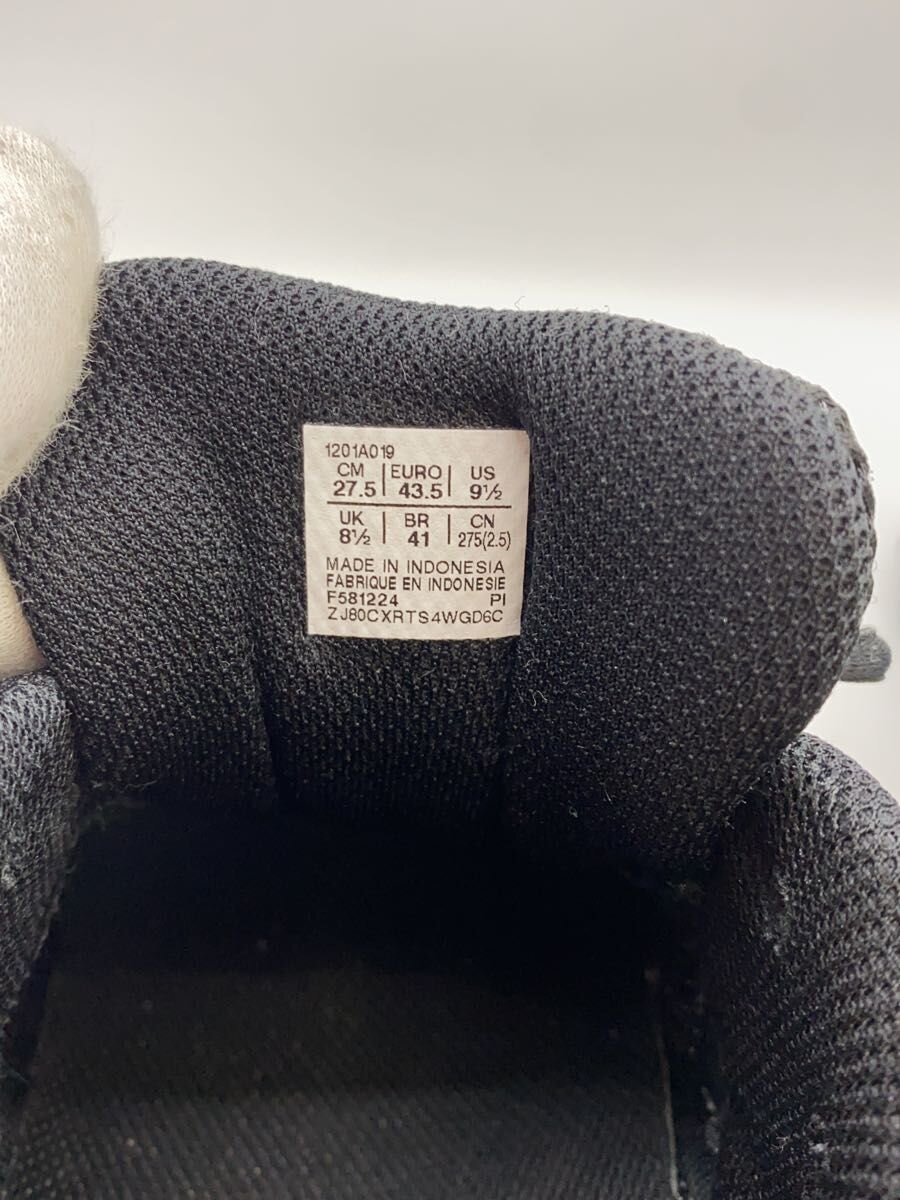 1201A019
CM EURO US
27.5 43.5 9½
UK BR CN
8½ 41 275(2.5)
MADE IN INDONESIA
FABRIQUE EN INDONESIE
F581224 PI
ZJ80CXRTS4WGD6C